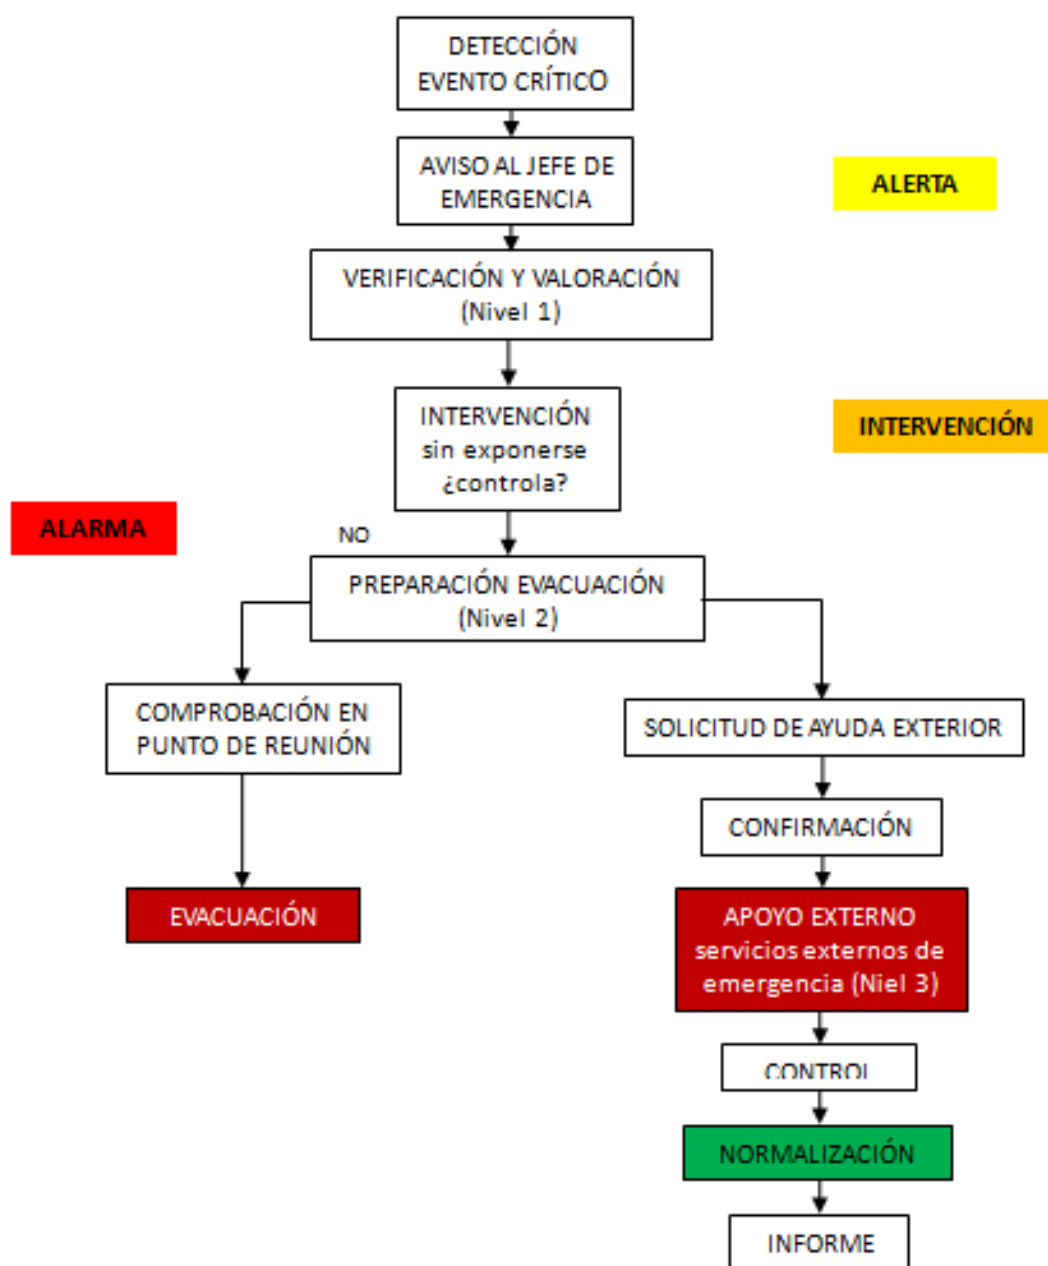 DETECCIÓN
EVENTO CRÍTICO
AVISO AL JEFE DE
EMERGENCIA
ALERTA
VERIFICACIÓN Y VALORACIÓN
(Nivel 1)
INTERVENCIÓN
sin exponerse
¿controla?
INTERVENCIÓN
ALARMA
NO
PREPARACIÓN EVACUACIÓN
(Nivel 2)
COMPROBACIÓN EN
PUNTO DE REUNIÓN
SOLICITUD DE AYUDA EXTERIOR
CONFIRMACIÓN
EVACUACIÓN
APOYO EXTERNO
servicios externos de
emergencia (Niel 3)
CONTROL
NORMALIZACIÓN
INFORME